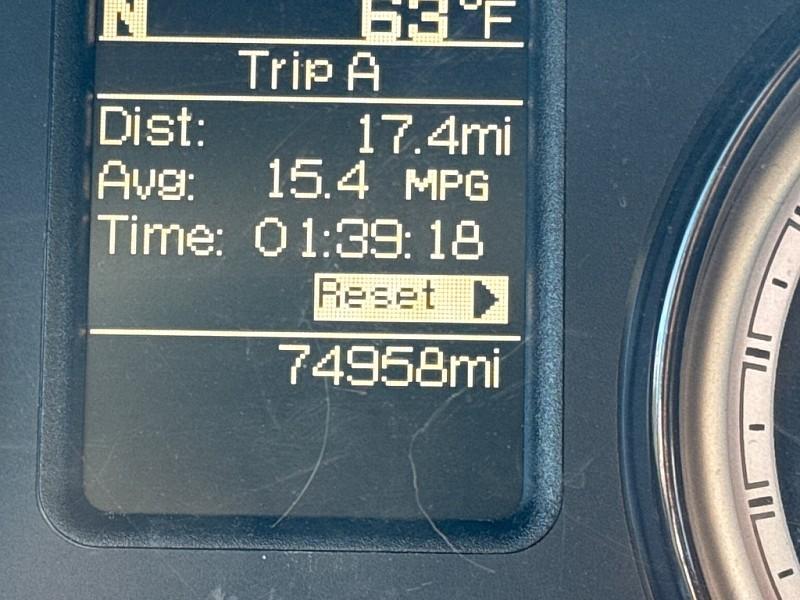 N 63°F
Trip A
Dist: 17.4mi
Avg: 15.4 MPG
Time: 01:39:18
Reset
74958mi